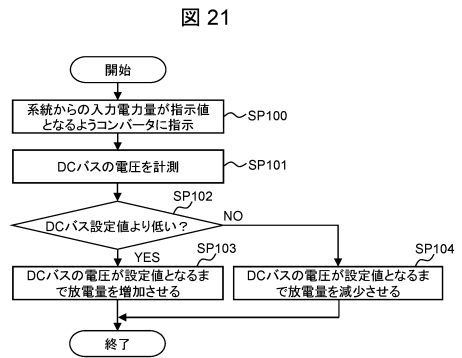 図 21
開始
系統からの入力電力量が指示値
となるようコンバータに指示
SP100
DCバスの電圧を計測
SP101
SP102
DCバス設定値より低い？
NO
YES
SP103
SP104
DCバスの電圧が設定値となるま
で放電量を増加させる
DCバスの電圧が設定値となるま
で放電量を減少させる
終了